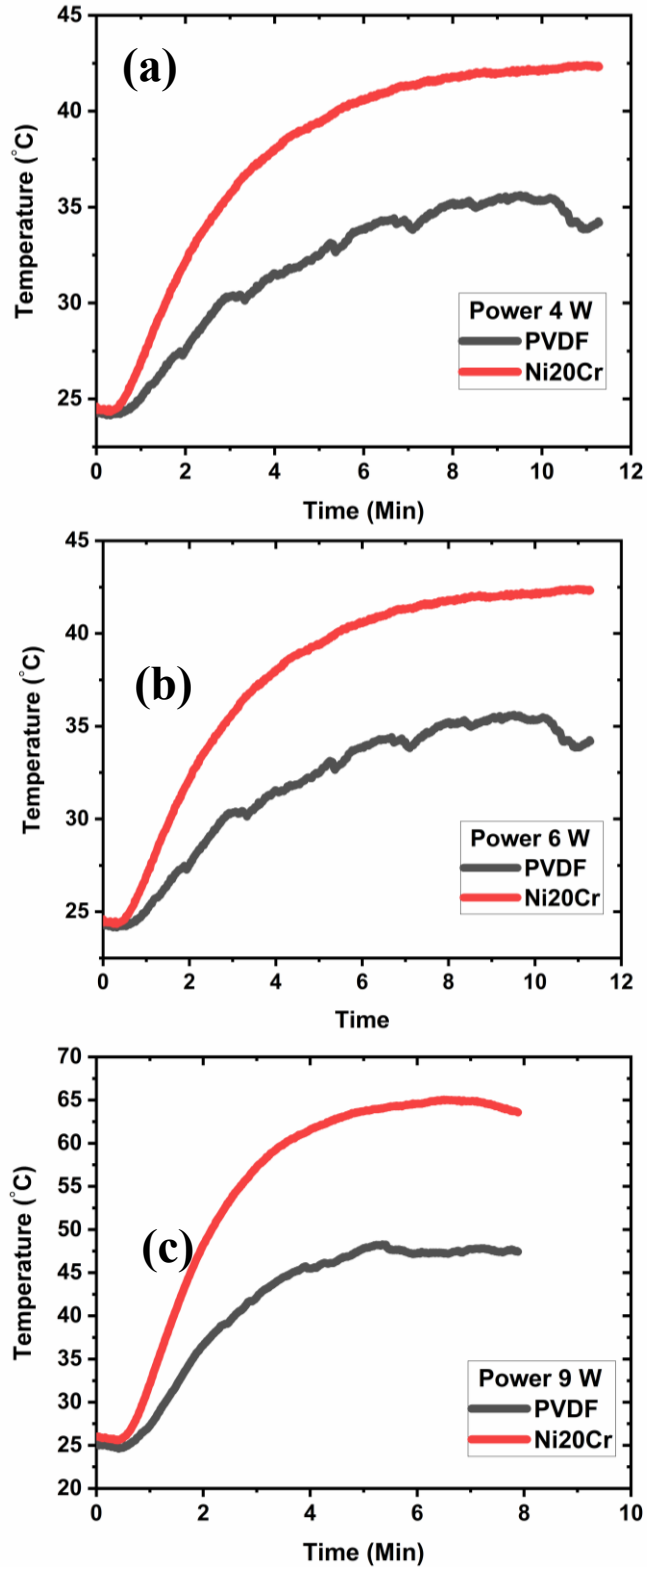 (a)
45
40
35
30
25
Temperature (°C)
Power 4 W
PVDF
Ni20Cr
0 2 4 6 8 10 12
Time (Min)
(b)
45
40
35
30
25
Temperature (°C)
Power 6 W
PVDF
Ni20Cr
0 2 4 6 8 10 12
Time
(c)
70
65
60
55
50
45
40
35
30
25
20
Temperature (°C)
Power 9 W
PVDF
Ni20Cr
0 2 4 6 8 10
Time (Min)